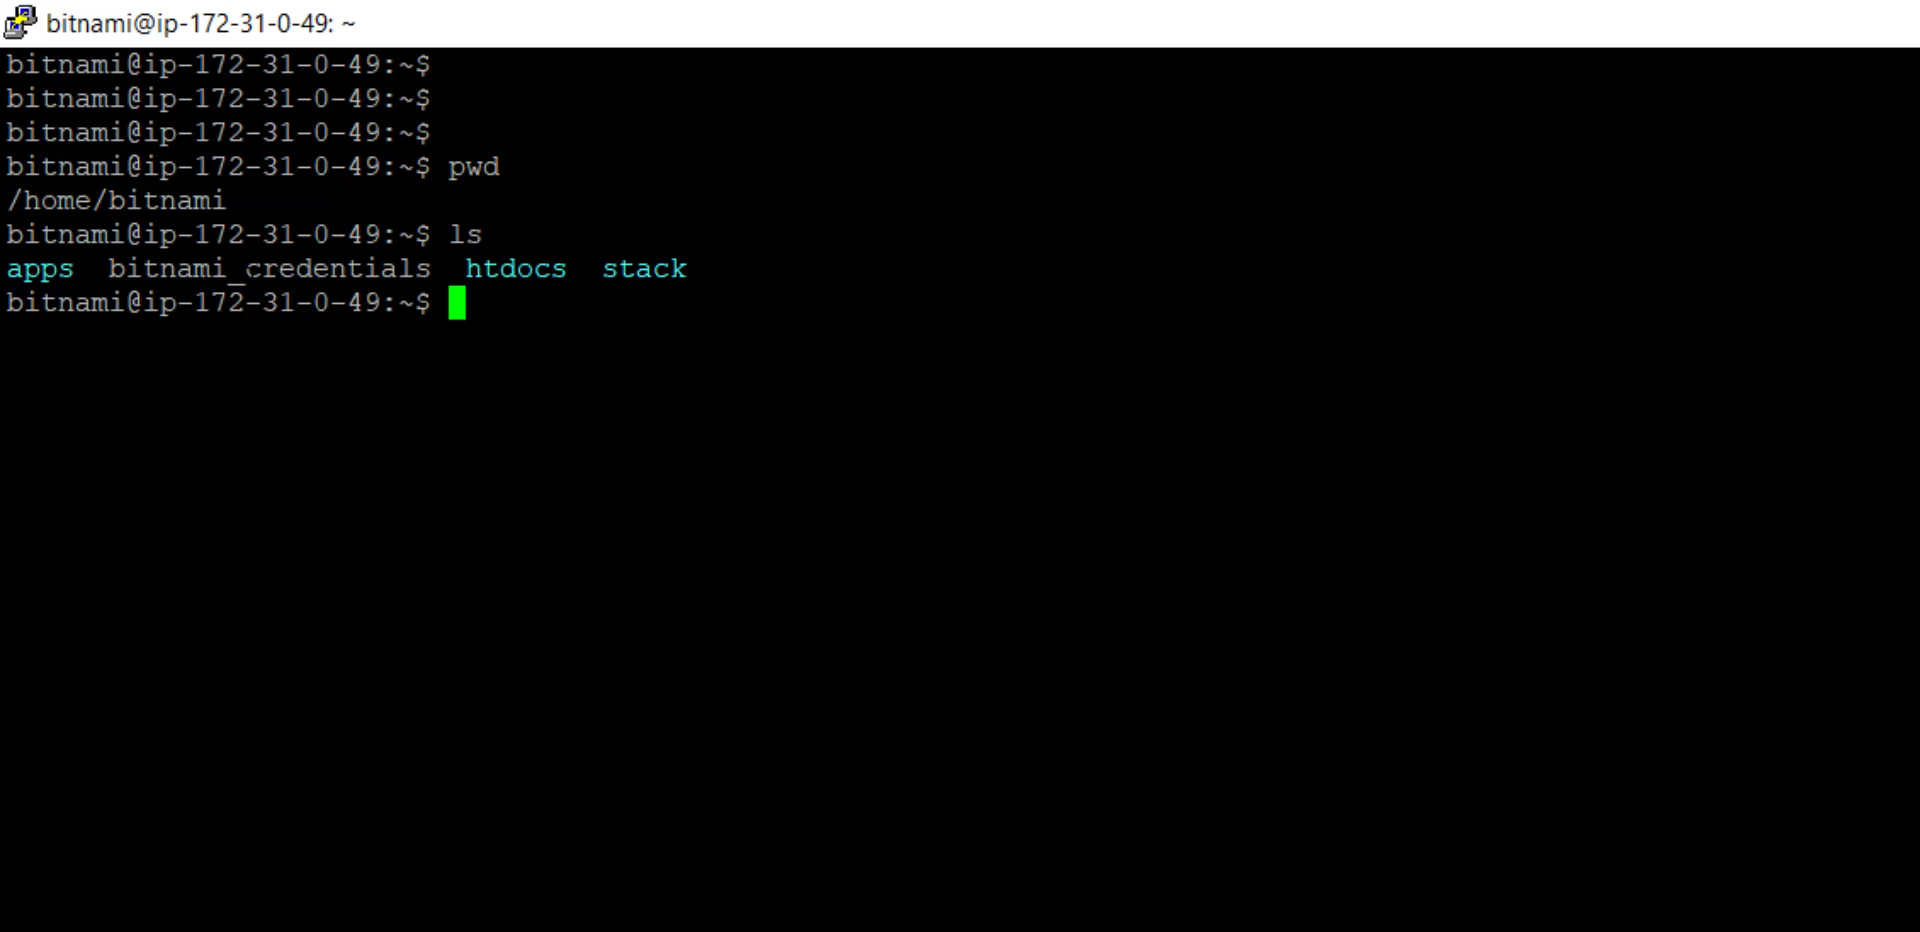 bitnami@ip-172-31-0-49: ~
bitnami@ip-172-31-0-49:~$
bitnami@ip-172-31-0-49:~$
bitnami@ip-172-31-0-49:~$
bitnami@ip-172-31-0-49:~$ pwd
/home/bitnami
bitnami@ip-172-31-0-49:~$ ls
apps  bitnami_credentials  htdocs  stack
bitnami@ip-172-31-0-49:~$